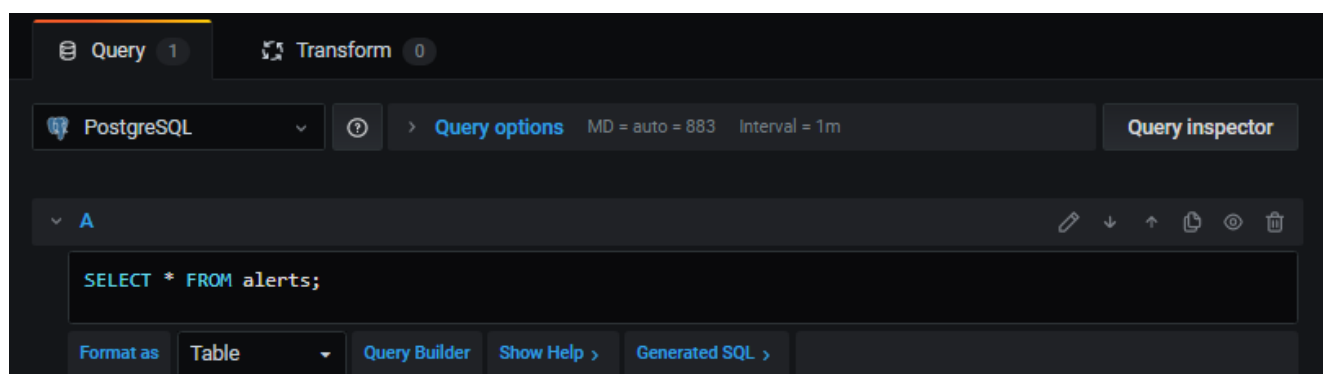 Query 1 Transform 0
PostgreSQL Query options MD = auto = 883 Interval = 1m Query inspector
A
SELECT * FROM alerts;
Format as Table Query Builder Show Help > Generated SQL >